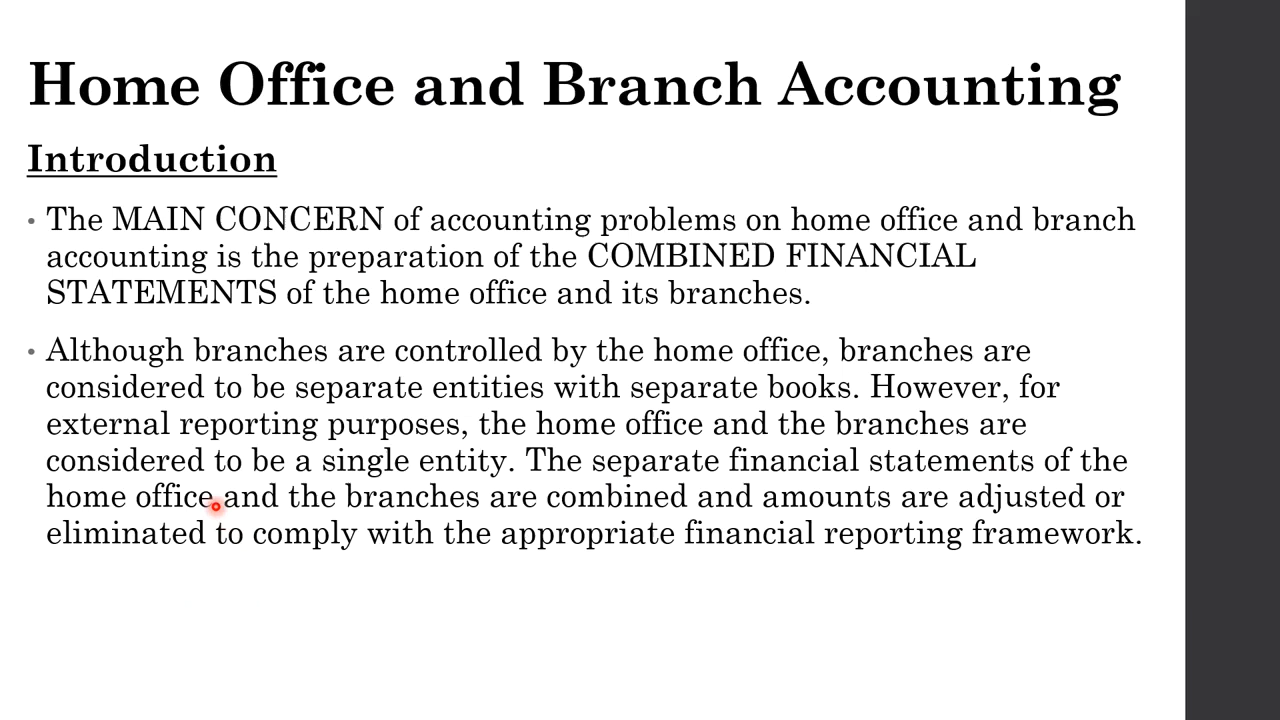 Home Office and Branch Accounting
Introduction
• The MAIN CONCERN of accounting problems on home office and branch
accounting is the preparation of the COMBINED FINANCIAL
STATEMENTS of the home office and its branches.
• Although branches are controlled by the home office, branches are
considered to be separate entities with separate books. However, for
external reporting purposes, the home office and the branches are
considered to be a single entity. The separate financial statements of the
home office and the branches are combined and amounts are adjusted or
eliminated to comply with the appropriate financial reporting framework.